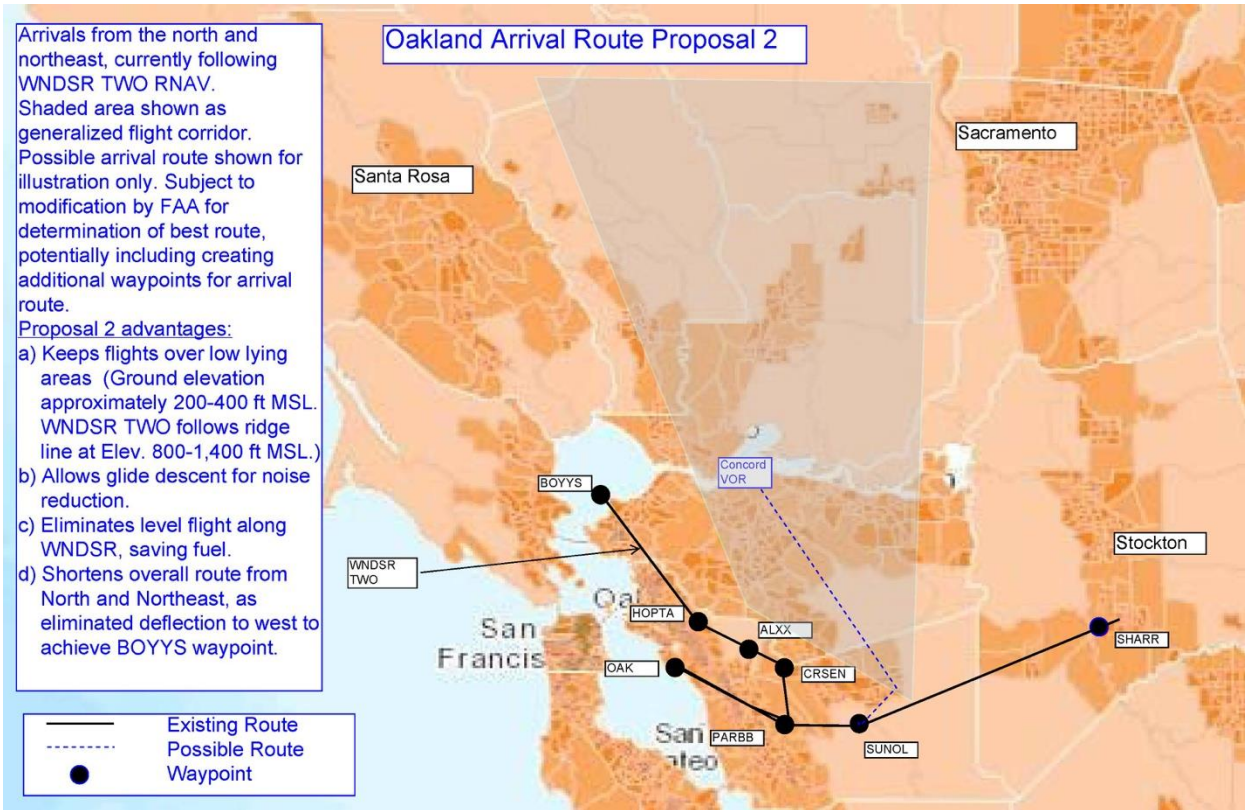 Arrivals from the north and
northeast, currently following
WNDSR TWO RNAV.
Shaded area shown as
generalized flight corridor.
Possible arrival route shown for
illustration only. Subject to
modification by FAA for
determination of best route,
potentially including creating
additional waypoints for arrival
route.
Proposal 2 advantages:
a) Keeps flights over low lying
areas (Ground elevation
approximately 200-400 ft MSL.
WNDSR TWO follows ridge
line at Elev. 800-1,400 ft MSL.)
b) Allows glide descent for noise
reduction.
c) Eliminates level flight along
WNDSR, saving fuel.
d) Shortens overall route from
North and Northeast, as
eliminated deflection to west to
achieve BOYYS waypoint.
Oakland Arrival Route Proposal 2
Sacramento
Santa Rosa
Concord
VOR
BOYYS
Stockton
WNDSR
TWO
HOPTA
ALXX
SHARR
San
Francis
OAK
CRSEN
PARBB
SUNOL
San
ateo
Existing Route
Possible Route
Waypoint